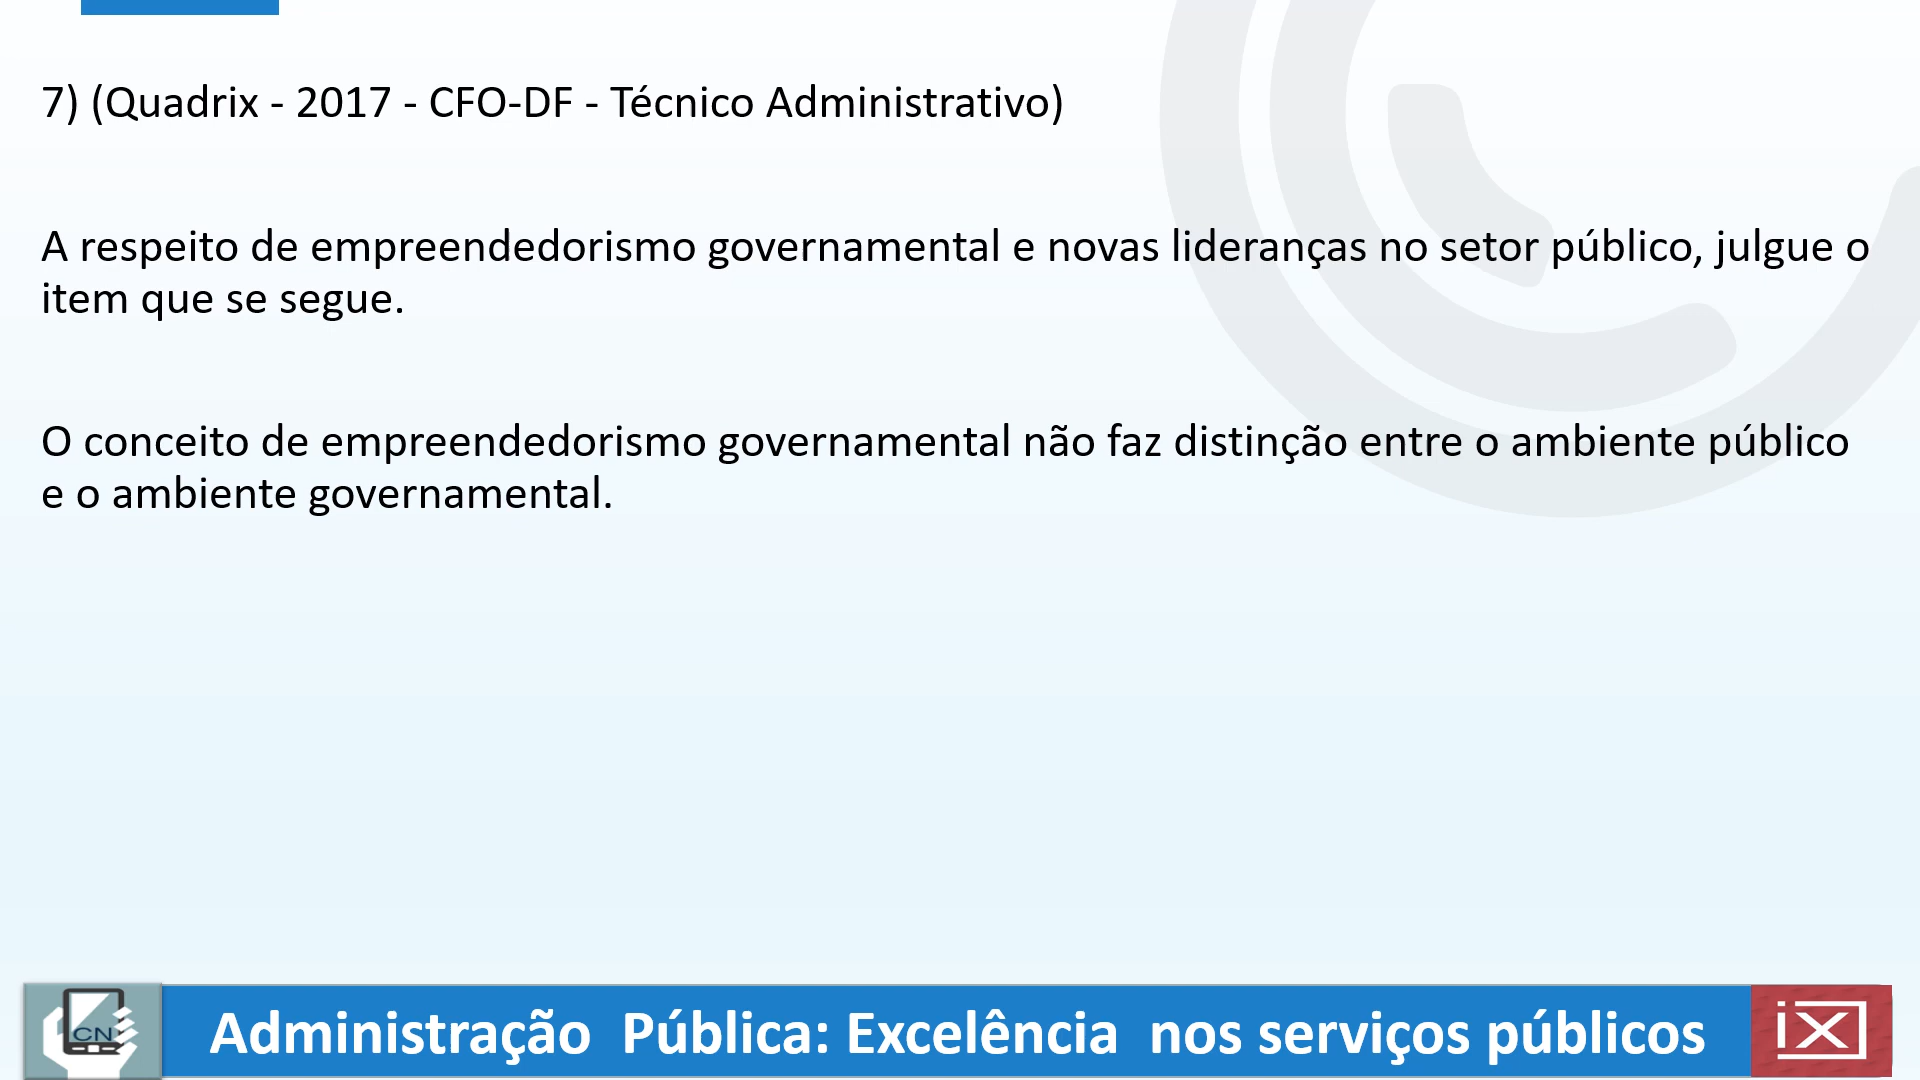 7) (Quadrix - 2017 - CFO-DF - Técnico Administrativo)
A respeito de empreendedorismo governamental e novas lideranças no setor público, julgue o
item que se segue.
O conceito de empreendedorismo governamental não faz distinção entre o ambiente público
e o ambiente governamental.
CN
Administração  Pública: Excelência  nos serviços públicos
iX